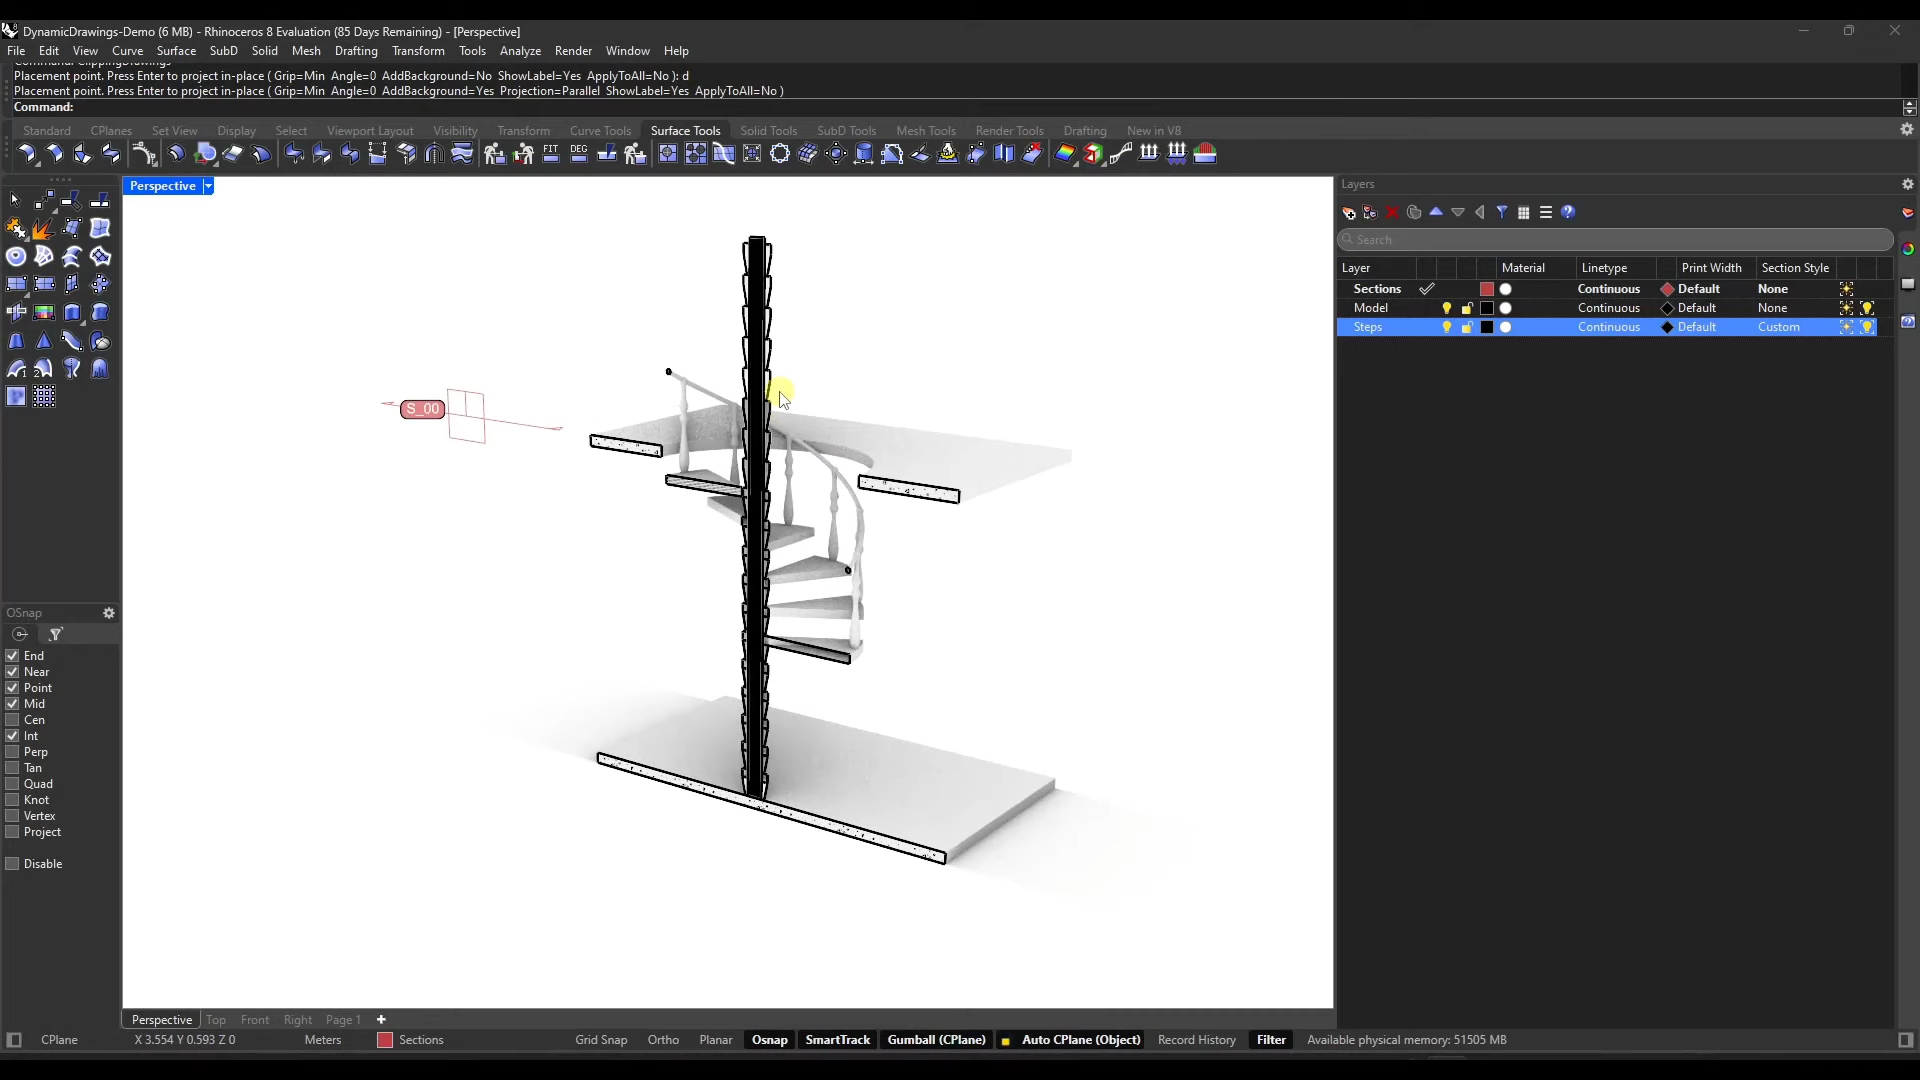 DynamicDrawings-Demo (6 MB) - Rhinoceros 8 Evaluation (85 Days Remaining) - [Perspective]
File Edit View Curve Surface SubD Solid Mesh Drafting Transform Tools Analyze Render Window Help
Command: ClippingDrawings
Placement point. Press Enter to project in-place ( Grip=Min Angle=0 AddBackground=No ShowLabel=Yes ApplyToAll=No ): d
Placement point. Press Enter to project in-place ( Grip=Min Angle=0 AddBackground=Yes Projection=Parallel ShowLabel=Yes ApplyToAll=No )
Command:
Standard CPlanes Set View Display Select Viewport Layout Visibility Transform Curve Tools Surface Tools Solid Tools SubD Tools Mesh Tools Render Tools Drafting New in V8
FIT DEG
Perspective
S_00
Layers
Search
Layer Material Linetype Print Width Section Style
Sections Continuous Default None
Model Continuous Default None
Steps Continuous Default Custom
1 2
OSnap
End
Near
Point
Mid
Cen
Int
Perp
Tan
Quad
Knot
Vertex
Project
Disable
Perspective Top Front Right Page 1
CPlane X 3.554 Y 0.593 Z 0 Meters Sections Grid Snap Ortho Planar Osnap SmartTrack Gumball (CPlane) Auto CPlane (Object) Record History Filter Available physical memory: 51505 MB